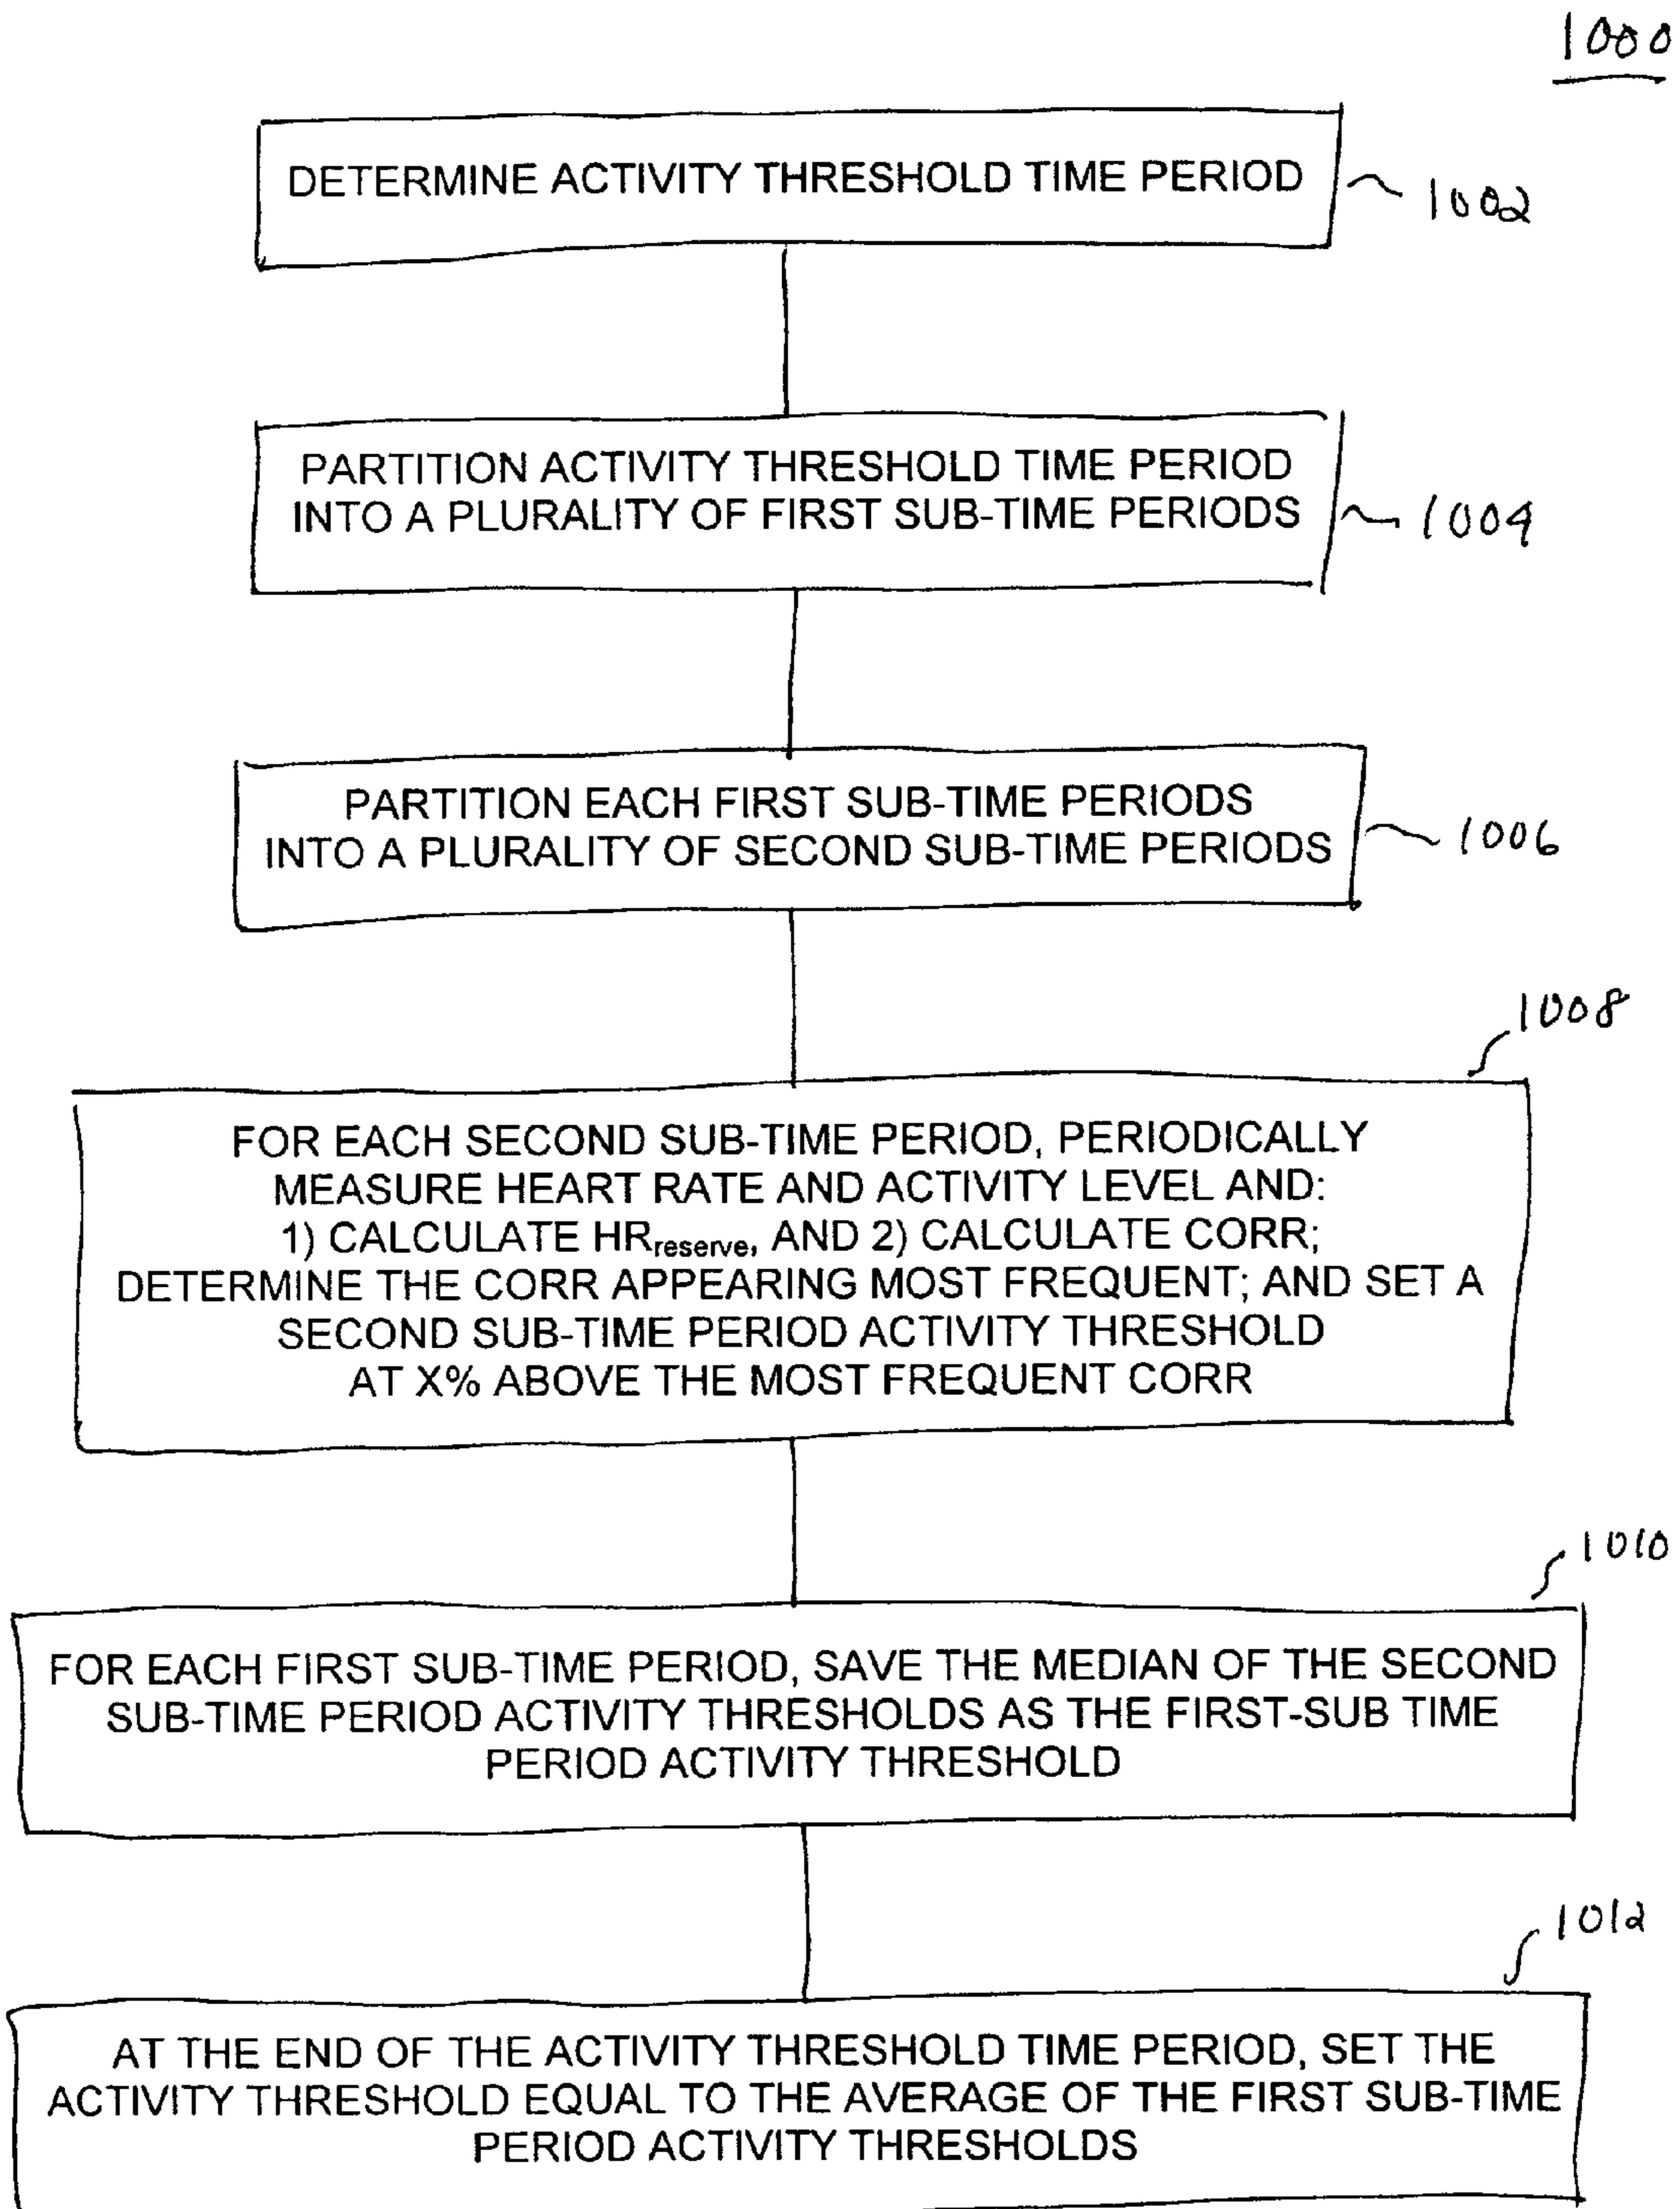 1000
DETERMINE ACTIVITY THRESHOLD TIME PERIOD
1002
PARTITION ACTIVITY THRESHOLD TIME PERIOD
INTO A PLURALITY OF FIRST SUB-TIME PERIODS
1004
PARTITION EACH FIRST SUB-TIME PERIODS
INTO A PLURALITY OF SECOND SUB-TIME PERIODS
1006
1008
FOR EACH SECOND SUB-TIME PERIOD, PERIODICALLY
MEASURE HEART RATE AND ACTIVITY LEVEL AND:
1) CALCULATE HRreserve, AND 2) CALCULATE CORR;
DETERMINE THE CORR APPEARING MOST FREQUENT; AND SET A
SECOND SUB-TIME PERIOD ACTIVITY THRESHOLD
AT X% ABOVE THE MOST FREQUENT CORR
1010
FOR EACH FIRST SUB-TIME PERIOD, SAVE THE MEDIAN OF THE SECOND
SUB-TIME PERIOD ACTIVITY THRESHOLDS AS THE FIRST-SUB TIME
PERIOD ACTIVITY THRESHOLD
1012
AT THE END OF THE ACTIVITY THRESHOLD TIME PERIOD, SET THE
ACTIVITY THRESHOLD EQUAL TO THE AVERAGE OF THE FIRST SUB-TIME
PERIOD ACTIVITY THRESHOLDS